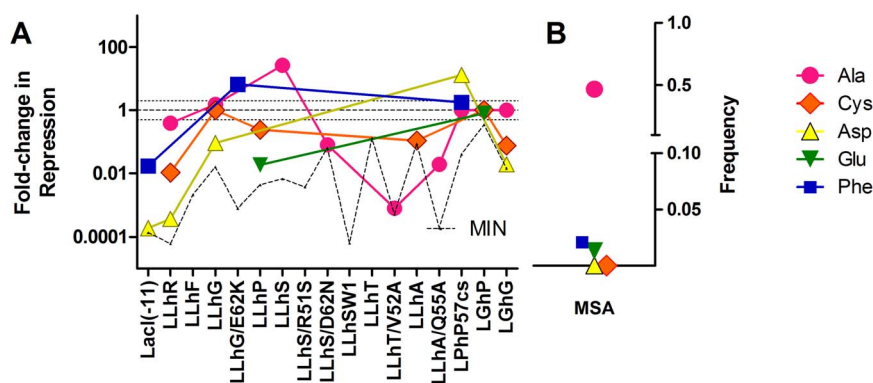 A
Fold-change in
Repression
100
1
0.01
0.0001
MIN
LacI(-11)
LLhR
LLhF
LLhG
LLhG/E62K
LLhP
LLhS
LLhS/R51S
LLhS/D62N
LLhSW1
LLhT
LLhT/V52A
LLhA
LLhA/Q55A
LPhP57cs
LGhP
LGhG
B
1.0
0.5
0.10
0.05
Frequency
MSA
Ala
Cys
Asp
Glu
Phe